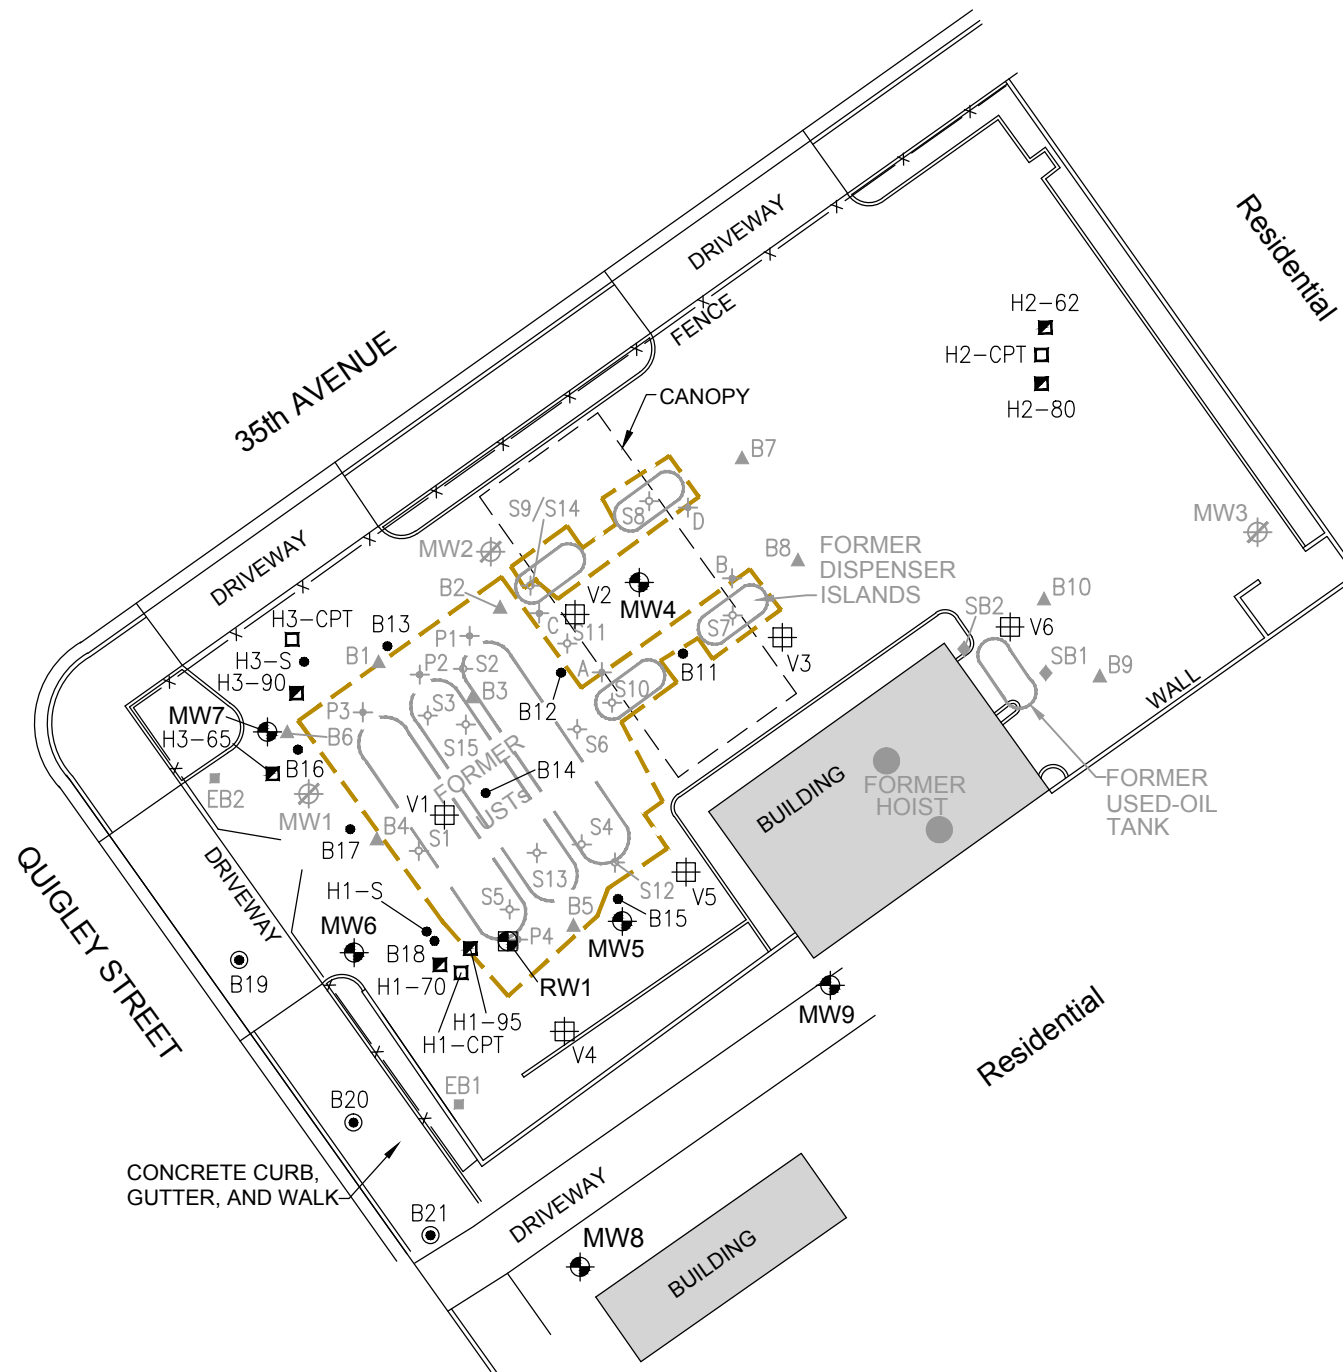 35th AVENUE
DRIVEWAY
FENCE
Residential
H2-62
H2-CPT
H2-80
CANOPY
B7
S9/S14
S8
D
MW3
MW2
DRIVEWAY
B8
FORMER
DISPENSER
ISLANDS
B
B2
V2
MW4
B10
C
S11
S7
SB2
V6
H3-CPT
B13
P1
V3
H3-S
B1
P2
S2
A
B11
SB1
B9
H3-90
B3
S10
B12
WALL
P3
S3
MW7
B6
S15
S6
H3-65
B16
FORMER
USTs
B14
BUILDING
FORMER
HOIST
FORMER
USED-OIL
TANK
EB2
MW1
V1
B17
B4
S1
S4
DRIVEWAY
S13
S12
V5
QUIGLEY STREET
H1-S
S5
B5
B15
MW6
B18
P4
MW5
B19
H1-70
RW1
MW9
H1-95
H1-CPT
V4
Residential
EB1
B20
CONCRETE CURB,
GUTTER, AND WALK
B21
DRIVEWAY
MW8
BUILDING